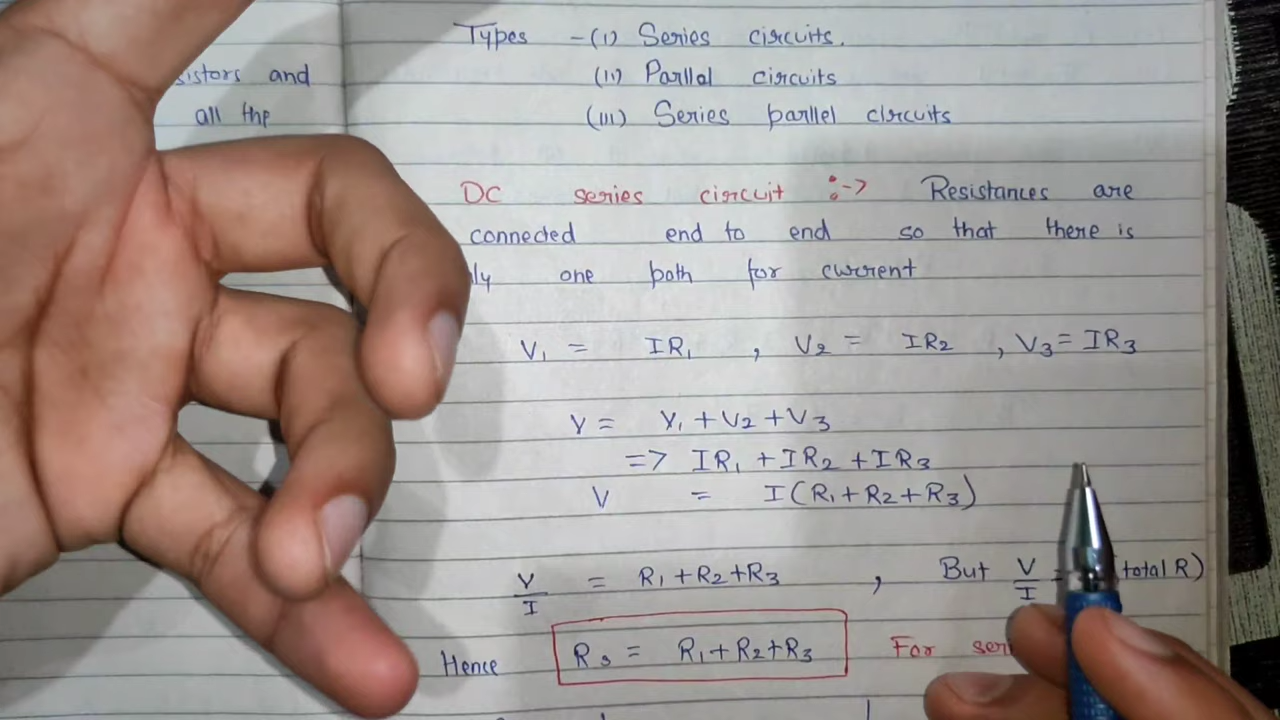 Types - (i) Series circuits.
(ii) Parllal circuits
(iii) Series parllel circuits
and
all the
DC series circuit :-> Resistances are
connected end to end so that there is
one path for current
V1 = IR1 , V2 = IR2 , V3 = IR3
V = V1 + V2 + V3
=> IR1 + IR2 + IR3
V = I (R1 + R2 + R3)
V/I = R1 + R2 + R3 , But V/I total R)
Hence Rs = R1 + R2 + R3 For